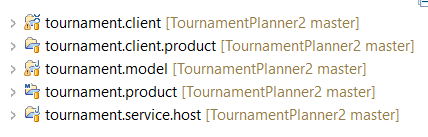 tournament.client [TournamentPlanner2 master]
tournament.client.product [TournamentPlanner2 master]
tournament.model [TournamentPlanner2 master]
tournament.product [TournamentPlanner2 master]
tournament.service.host [TournamentPlanner2 master]